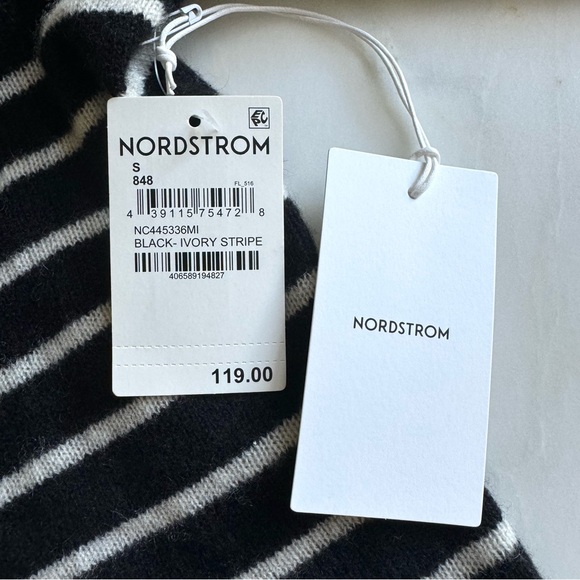 NORDSTROM
S
848
FL_516
4 39115 75472 8
NC445336MI
BLACK- IVORY STRIPE
406589194827
119.00
NORDSTROM